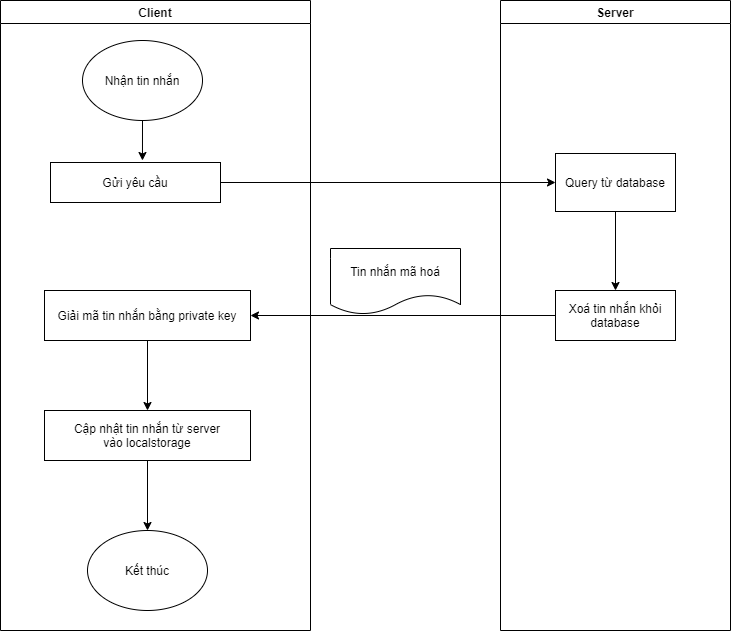 Client
Server
Nhận tin nhắn
Gửi yêu cầu
Query từ database
Tin nhắn mã hoá
Giải mã tin nhắn bằng private key
Xoá tin nhắn khỏi
database
Cập nhật tin nhắn từ server
vào localstorage
Kết thúc